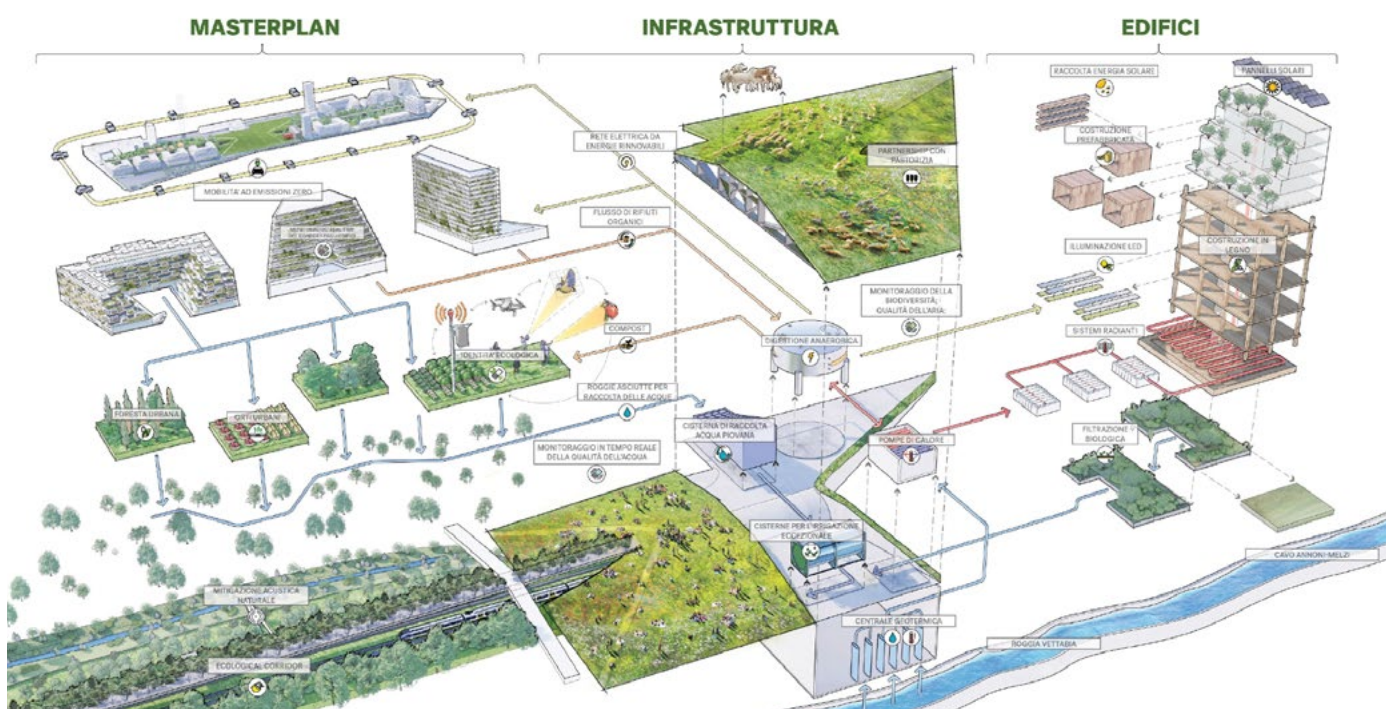 MASTERPLAN
INFRASTRUTTURA
EDIFICI
RACCOLTA ENERGIA SOLARE
PANNELLI SOLARI
RETE ELETTRICA DA
ENERGIE RINNOVABILI
PARTNERSHIP CON
PASTORIZIA
COSTRUZIONE
PREFABBRICATA
MOBILITA' AD EMISSIONI ZERO
FLUSSO DI RIFIUTI
ORGANICI
ILLUMINAZIONE LED
COSTRUZIONE IN
LEGNO
MONITORAGGIO DELLA
BIODIVERSITÀ;
QUALITÀ DELL'ARIA;
COMPOST
DIGESTIONE ANAEROBICA
SISTEMI RADIANTI
IDENTITÀ ECOLOGICA
ROGGIE ASCIUTTE PER
RACCOLTA DELLE ACQUE
FORESTA URBANA
ORTI URBANI
CISTERNA DI RACCOLTA
ACQUA PIOVANA
POMPE DI CALORE
FILTRAZIONE
BIOLOGICA
MONITORAGGIO IN TEMPO REALE
DELLA QUALITÀ DELL'ACQUA
CISTERNE PER L'IRRIGAZIONE
ECCEZIONALE
CAVO ANNONI-MELZI
MITIGAZIONE ACUSTICA
NATURALE
CENTRALE GEOTERMICA
ROGGIA VETTABIA
ECOLOGICAL CORRIDOR